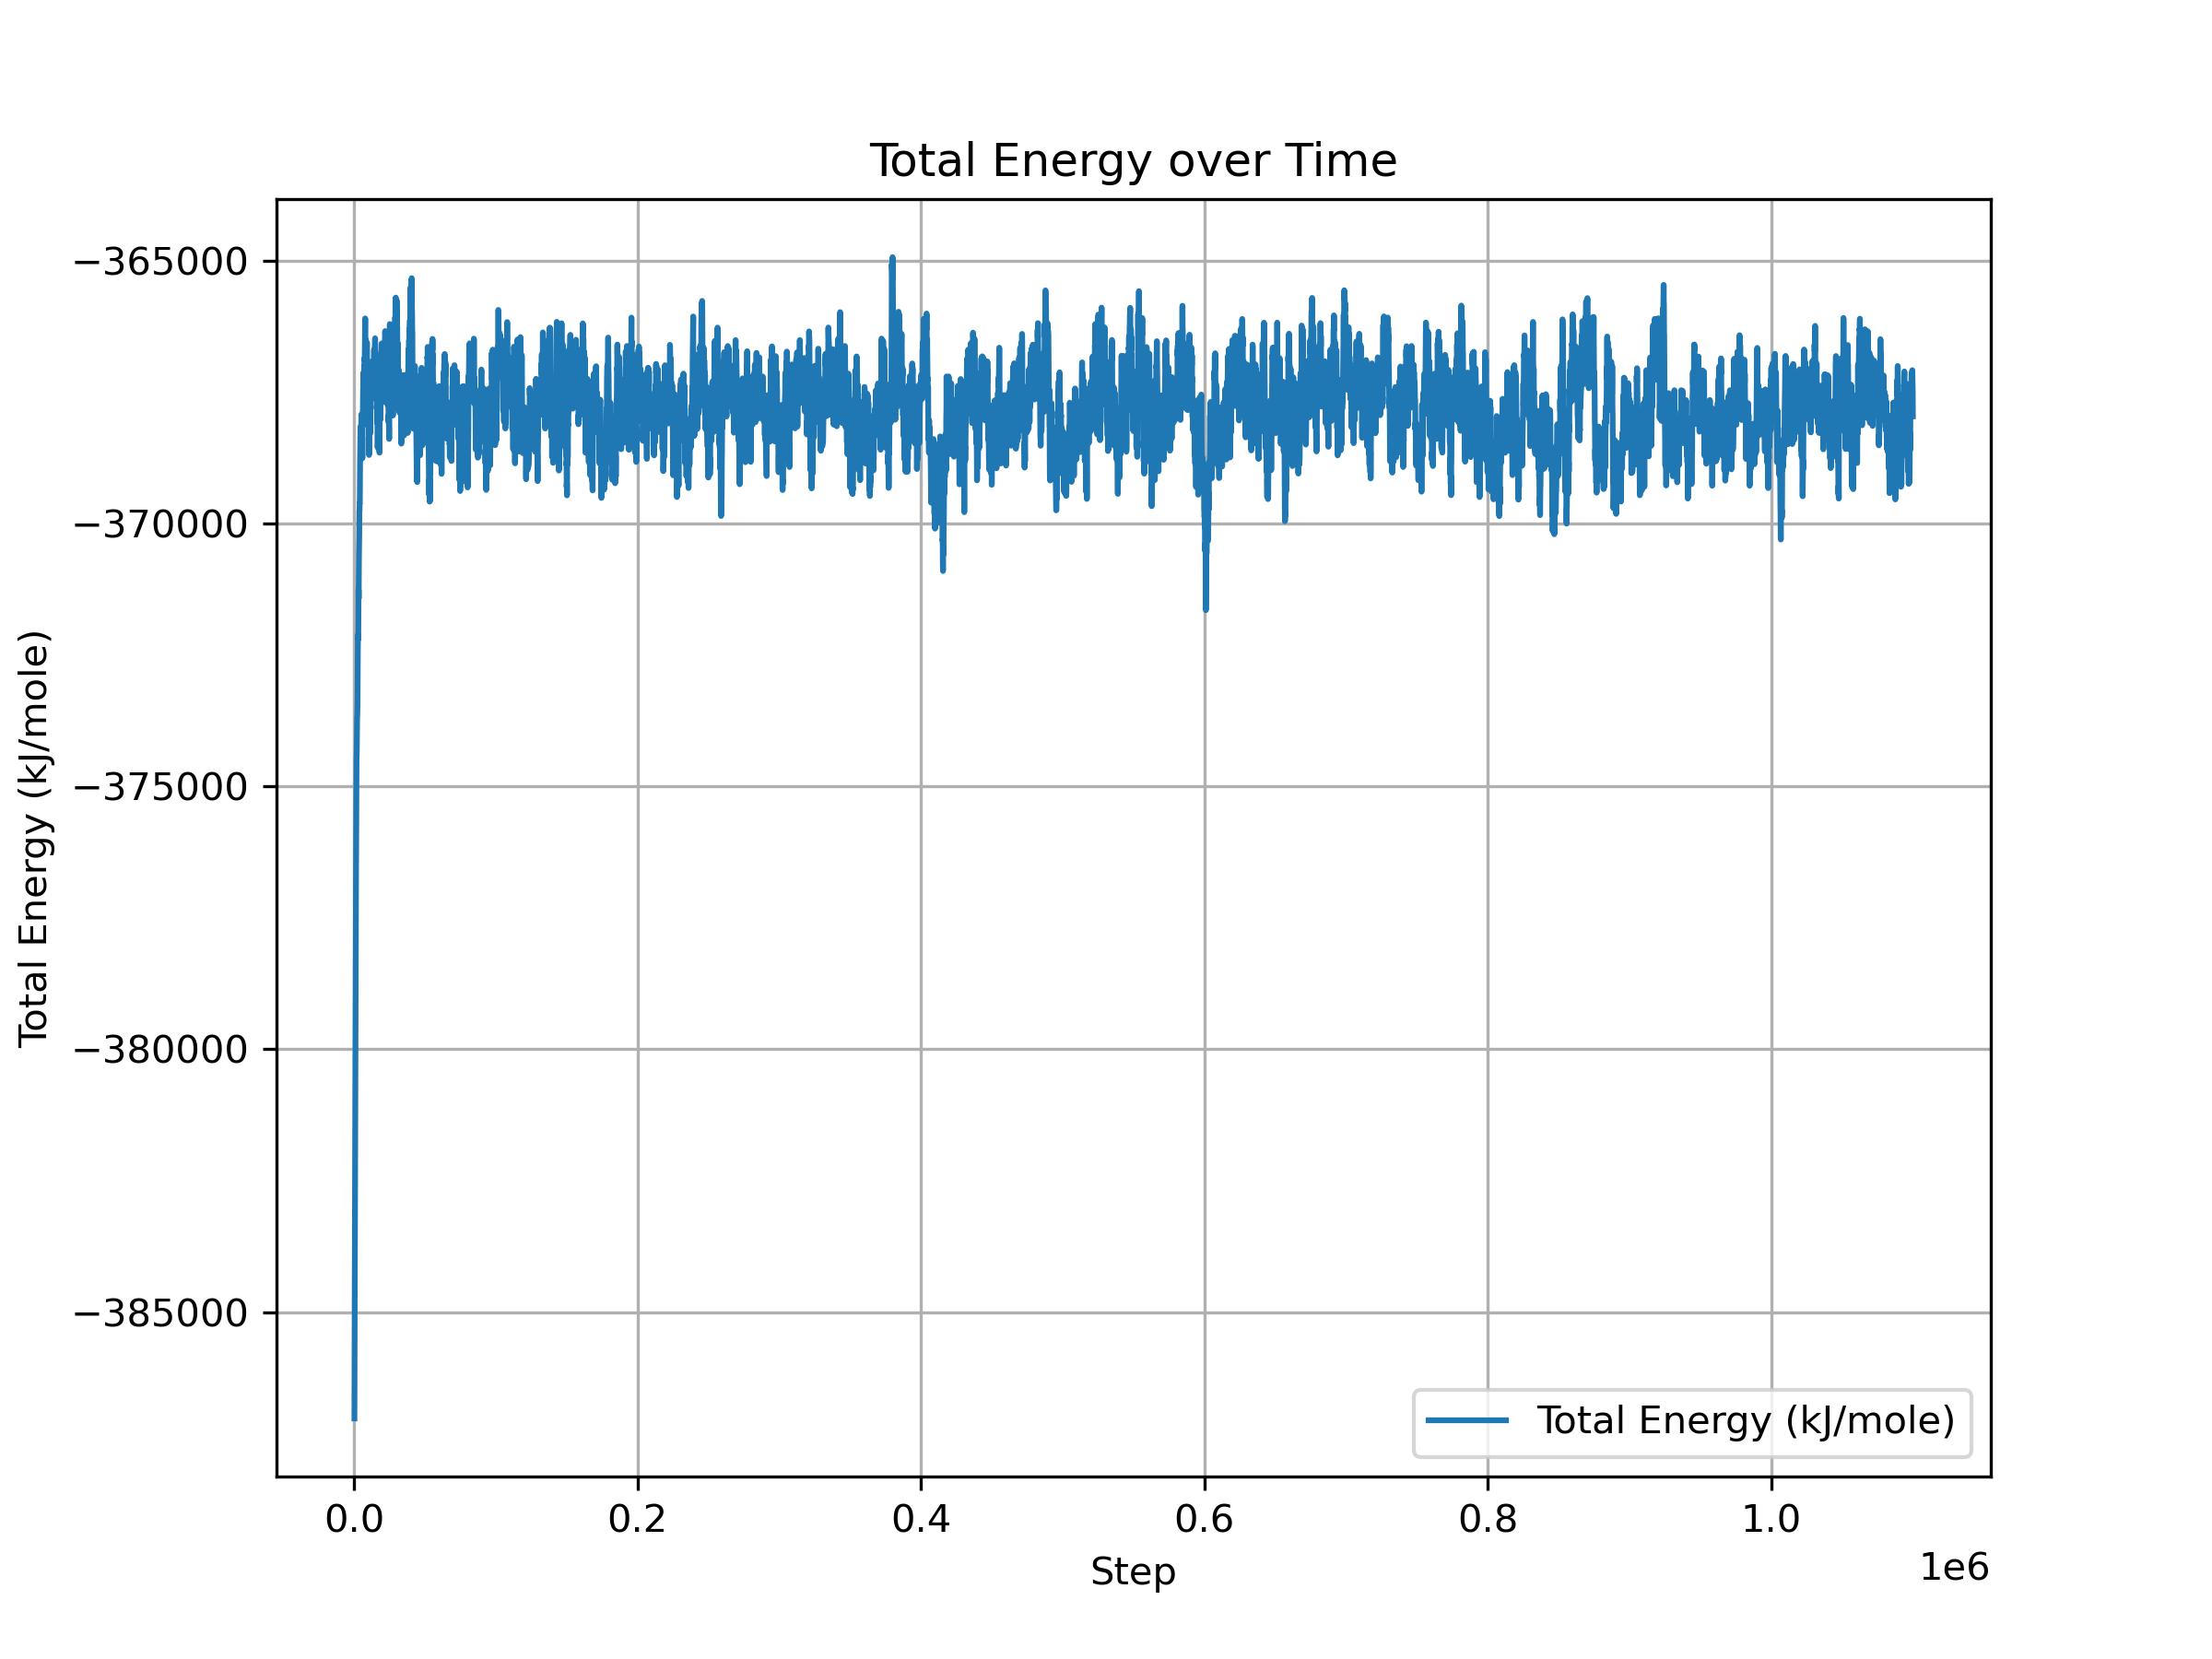 Total Energy over Time
Total Energy (kJ/mole)
−365000
−370000
−375000
−380000
−385000
Total Energy (kJ/mole)
0.0 0.2 0.4 0.6 0.8 1.0
Step
1e6